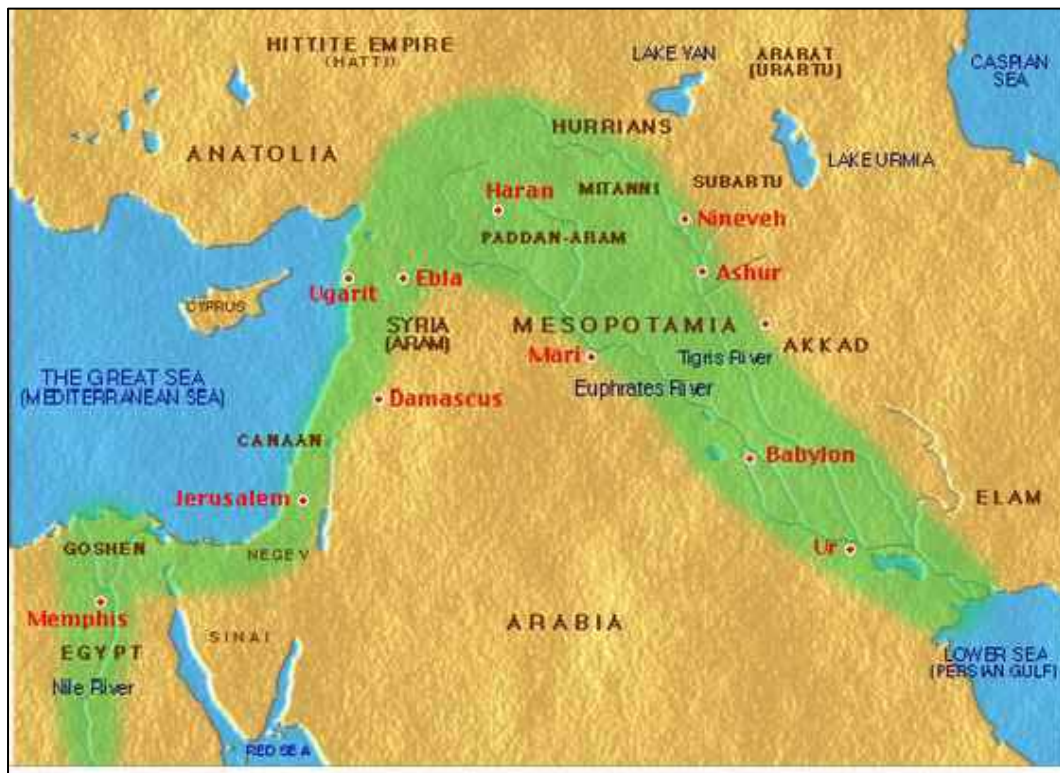 HITTITE EMPIRE
(HATTI)
LAKE VAN
ARARAT
(URARTU)
CASPIAN
SEA
HURRIANS
ANATOLIA
LAKE URMIA
MITANNI
SUBARTU
Haran
Nineveh
PADDAN-ARAM
Ashur
Ugarit
Ebla
CYPRUS
SYRIA
(ARAM)
MESOPOTAMIA
AKKAD
Mari
Tigris River
THE GREAT SEA
(MEDITERRANEAN SEA)
Euphrates River
Damascus
CANAAN
Babylon
Jerusalem
ELAM
GOSHEN
NEGEV
Ur
Memphis
SINAI
ARABIA
EGYPT
Nile River
LOWER SEA
(PERSIAN GULF)
RED SEA